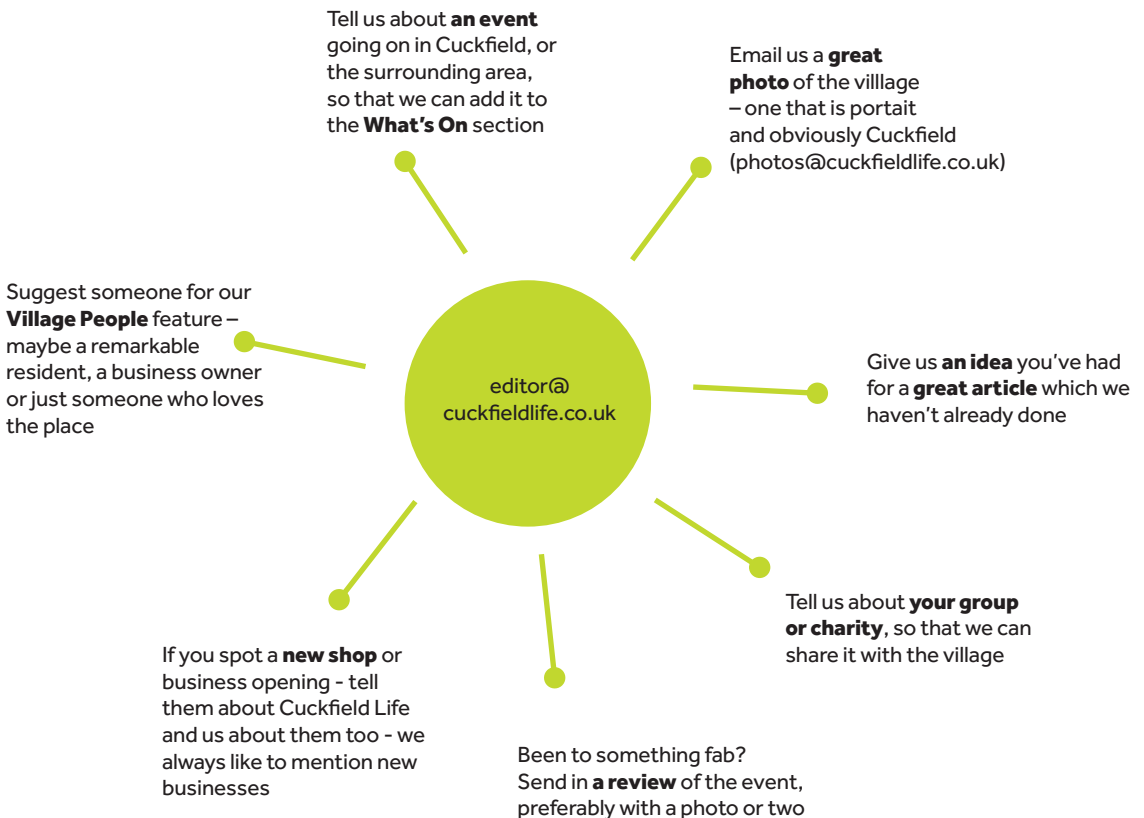 Tell us about an event
going on in Cuckfield, or
the surrounding area,
so that we can add it to
the What's On section
Email us a great
photo of the villlage
– one that is portait
and obviously Cuckfield
(photos@cuckfieldlife.co.uk)
Suggest someone for our
Village People feature –
maybe a remarkable
resident, a business owner
or just someone who loves
the place
editor@
cuckfieldlife.co.uk
Give us an idea you've had
for a great article which we
haven't already done
Tell us about your group
or charity, so that we can
share it with the village
If you spot a new shop or
business opening - tell
them about Cuckfield Life
and us about them too - we
always like to mention new
businesses
Been to something fab?
Send in a review of the event,
preferably with a photo or two